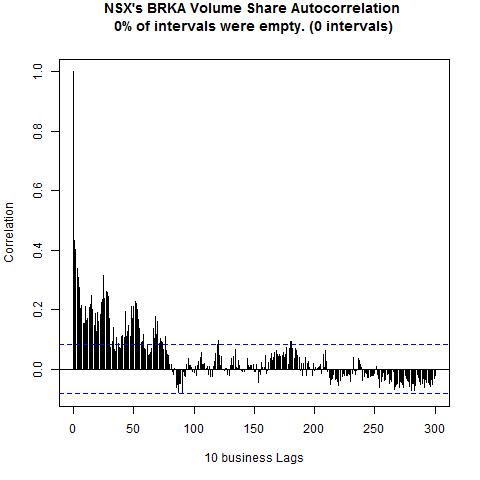 NSX's BRKA Volume Share Autocorrelation
0% of intervals were empty. (0 intervals)
Correlation
1.0
0.8
0.6
0.4
0.2
0.0
0 50 100 150 200 250 300
10 business Lags